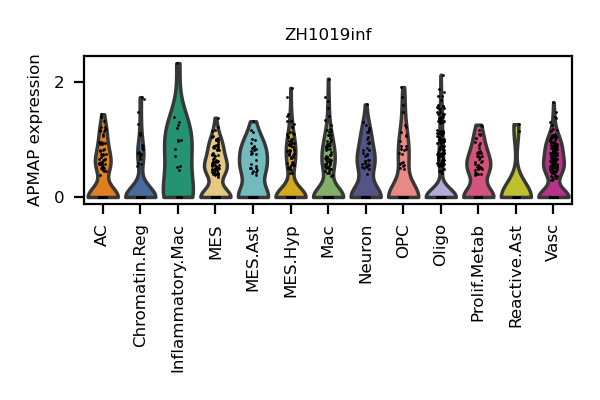 ZH1019inf
APMAP expression
2
0
AC
Chromatin.Reg
Inflammatory.Mac
MES
MES.Ast
MES.Hyp
Mac
Neuron
OPC
Oligo
Prolif.Metab
Reactive.Ast
Vasc